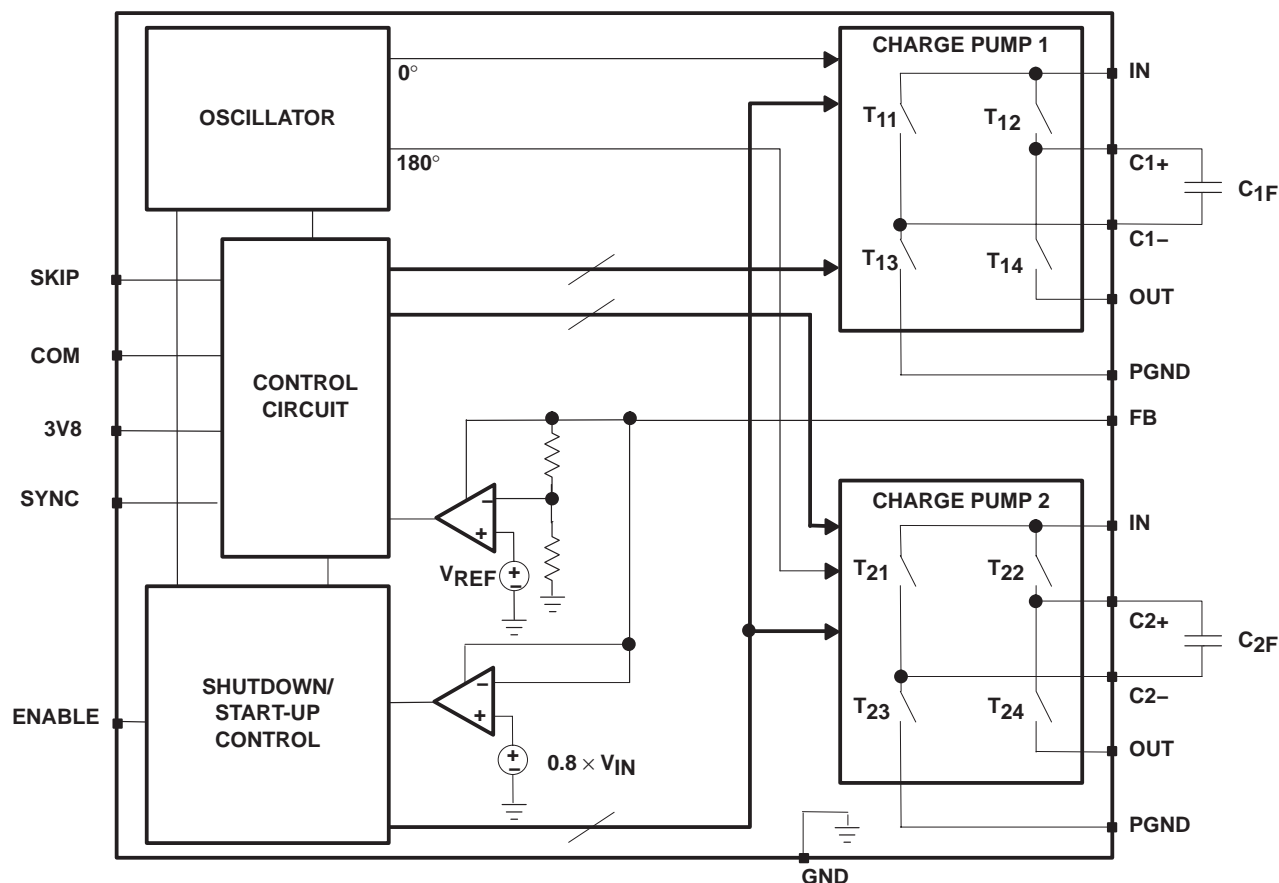 OSCILLATOR
0°
180°
CHARGE PUMP 1
T11
T12
T13
T14
IN
C1+
C1F
C1–
OUT
PGND
FB
SKIP
COM
3V8
SYNC
CONTROL
CIRCUIT
–
+
VREF
+
–
CHARGE PUMP 2
T21
T22
T23
T24
IN
C2+
C2F
C2–
OUT
PGND
ENABLE
SHUTDOWN/
START-UP
CONTROL
–
+
+
–
0.8 × VIN
GND